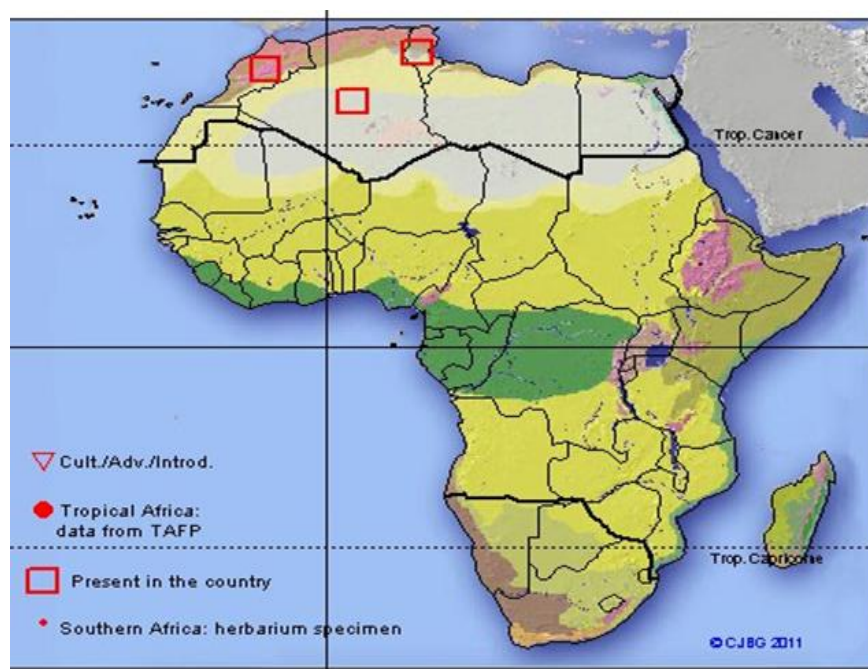 Trop. Cancer
Cult./Adv./Introd.
Tropical Africa:
data from TAFP
Trop. Capricorne
Present in the country
Southern Africa: herbarium specimen
© CJBG 2011